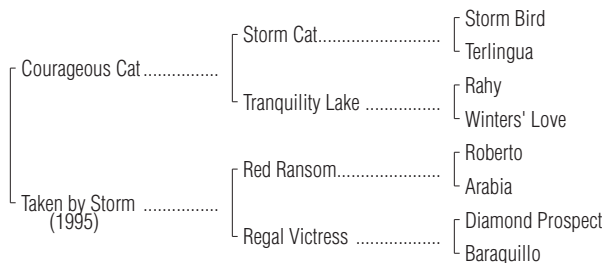 Storm Bird
Storm Cat........................
Terlingua
Courageous Cat ..............
Rahy
Tranquility Lake ..............
Winters' Love
Roberto
Red Ransom....................
Arabia
Taken by Storm ..............
(1995)
Diamond Prospect
Regal Victress ................
Baraquillo